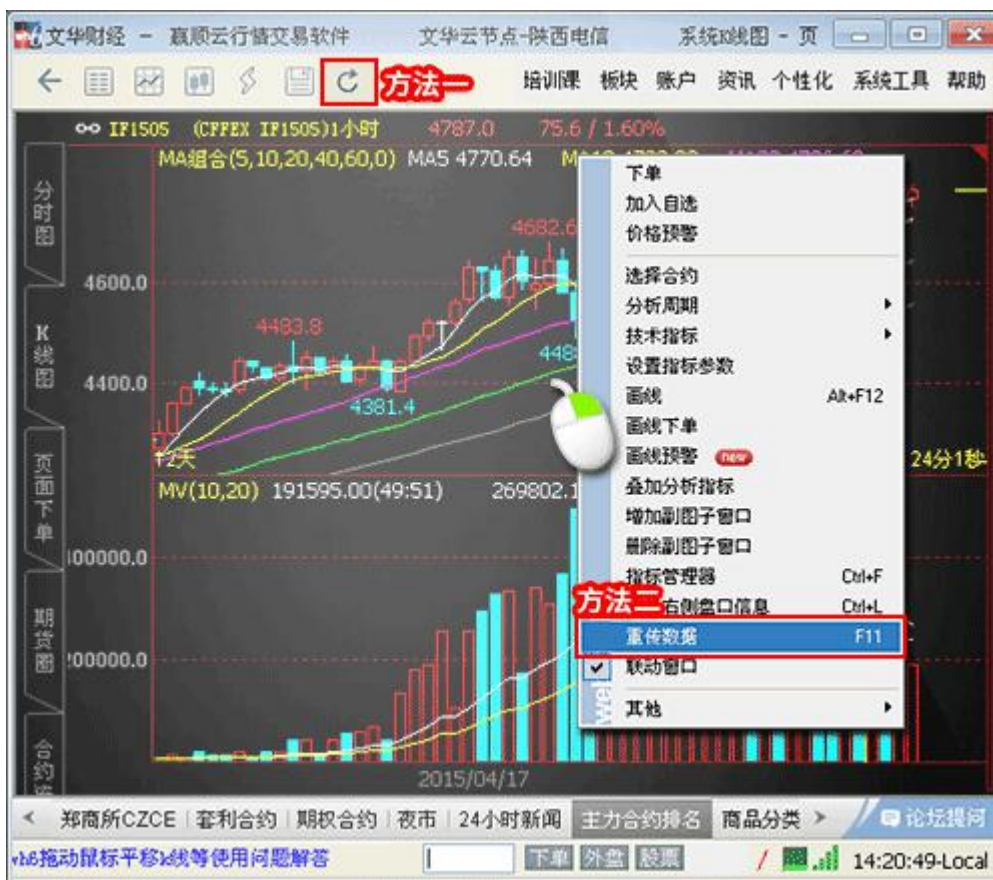 文华财经 - 赢顺云行情交易软件 文华云节点-陕西电信 系统K线图 - 页
方法一
培训课 板块 账户 资讯 个性化 系统工具 帮助
IF1505 (CFFEX IF1505)1小时 4787.0 75.6 / 1.60%
MA组合(5,10,20,40,60,0) MA5 4770.64
分时图
K线图
页面下单
期货图
4682.6
4600.0
4483.8
4400.0
4381.4
12天
24分1秒
MV(10,20) 191595.00(49:51) 269802.1
下单
加入自选
价格预警
选择合约
分析周期
技术指标
设置指标参数
画线 Alt+F12
画线下单
画线预警 new
叠加分析指标
增加副图子窗口
删除副图子窗口
指标管理器 Ctrl+F
方法二
右侧盘口信息 Ctrl+L
重传数据 F11
联动窗口
其他
2015/04/17
郑商所CZCE 套利合约 期权合约 夜市 24小时新闻 主力合约排名 商品分类 论坛提问
wh6拖动鼠标平移k线等使用问题解答
下单 外盘 股票
14:20:49-Local